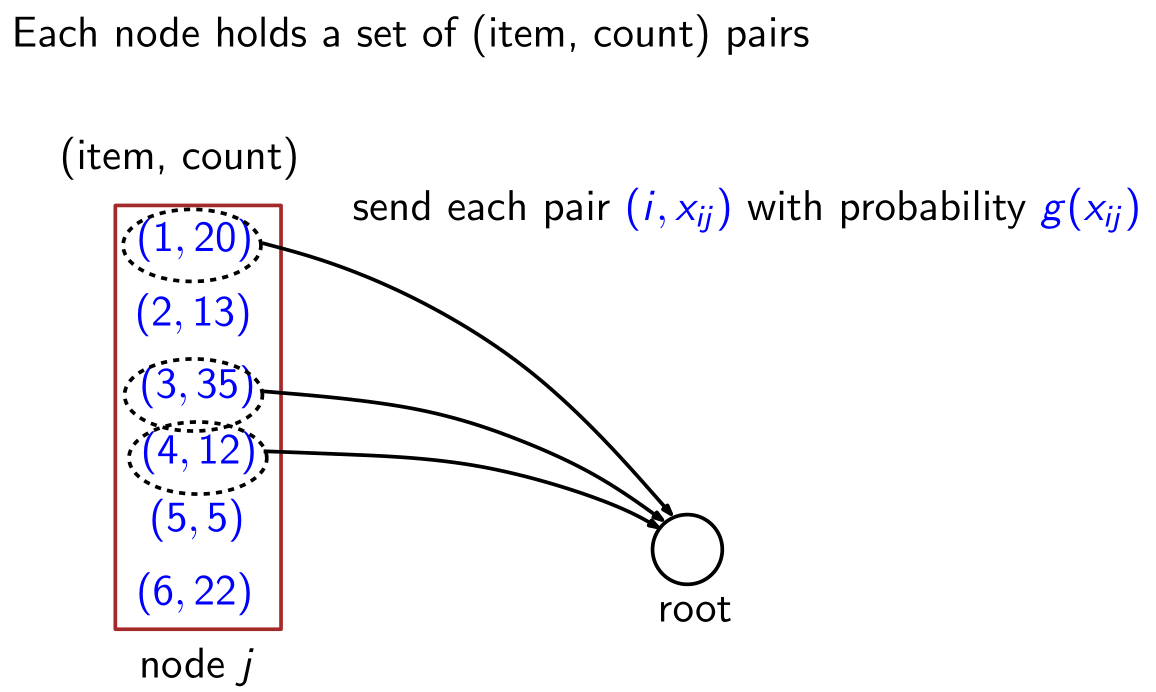 Each node holds a set of (item, count) pairs
(item, count)
send each pair (i, x_ij) with probability g(x_ij)
(1, 20)
(2, 13)
(3, 35)
(4, 12)
(5, 5)
(6, 22)
root
node j